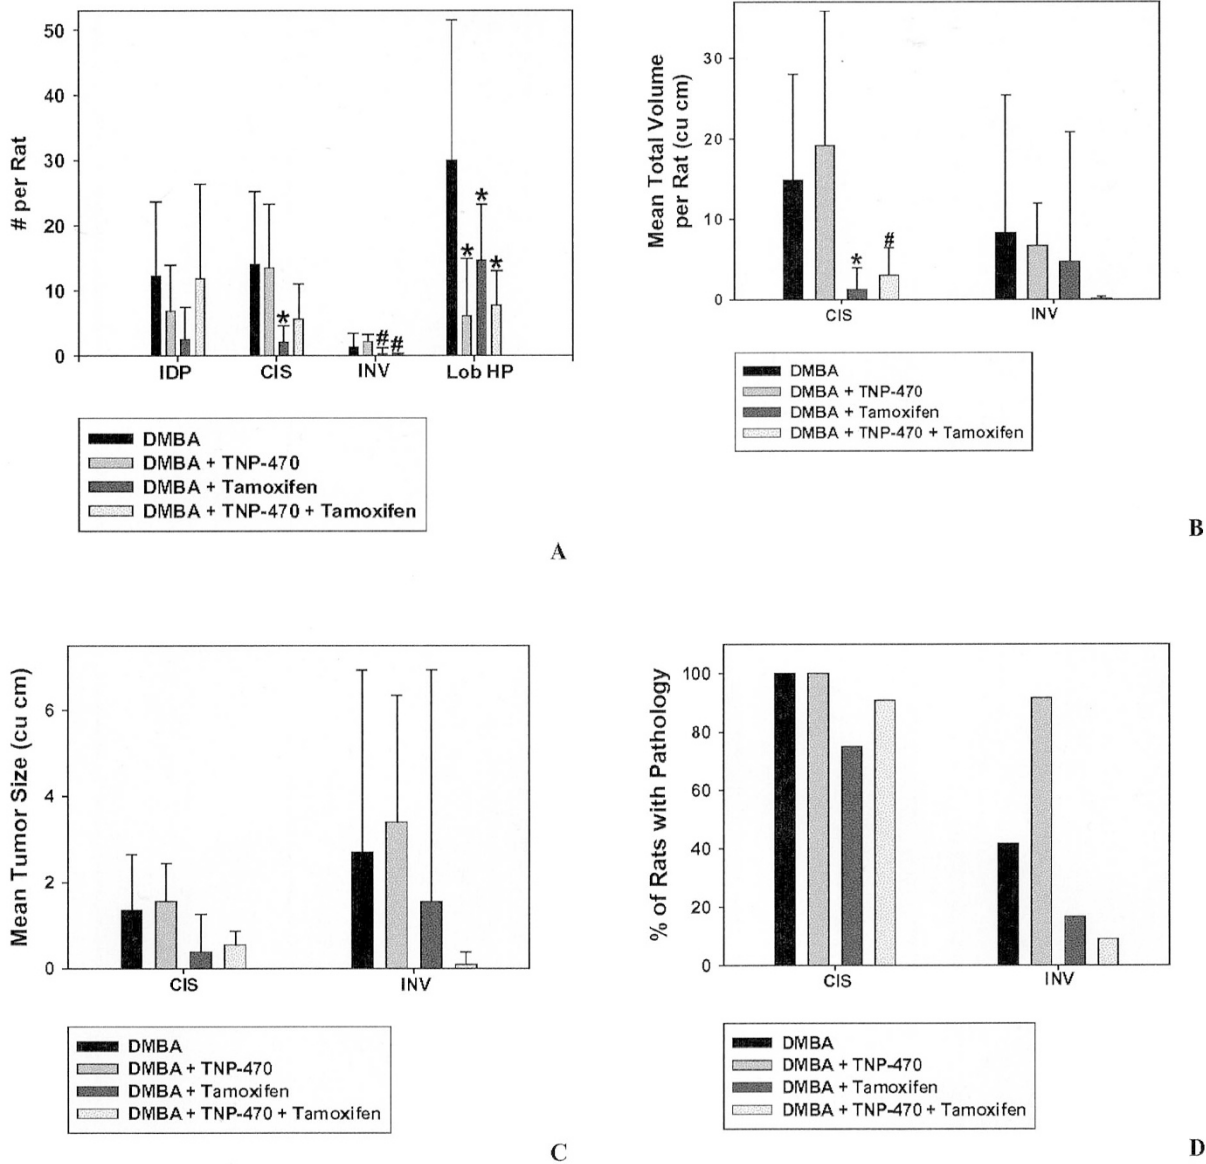 50
40
30
20
10
0
# per Rat
*
*
*
*
#
#
IDP
CIS
INV
Lob HP
DMBA
DMBA + TNP-470
DMBA + Tamoxifen
DMBA + TNP-470 + Tamoxifen
A
30
20
10
0
Mean Total Volume
per Rat (cu cm)
*
#
CIS
INV
DMBA
DMBA + TNP-470
DMBA + Tamoxifen
DMBA + TNP-470 + Tamoxifen
B
6
4
2
0
Mean Tumor Size (cu cm)
CIS
INV
DMBA
DMBA + TNP-470
DMBA + Tamoxifen
DMBA + TNP-470 + Tamoxifen
C
100
80
60
40
20
0
% of Rats with Pathology
CIS
INV
DMBA
DMBA + TNP-470
DMBA + Tamoxifen
DMBA + TNP-470 + Tamoxifen
D